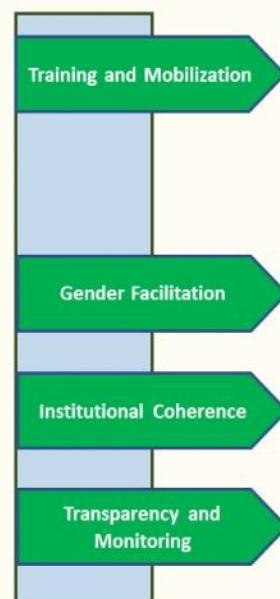 Training and Mobilization
Gender Facilitation
Institutional Coherence
Transparency and
Monitoring